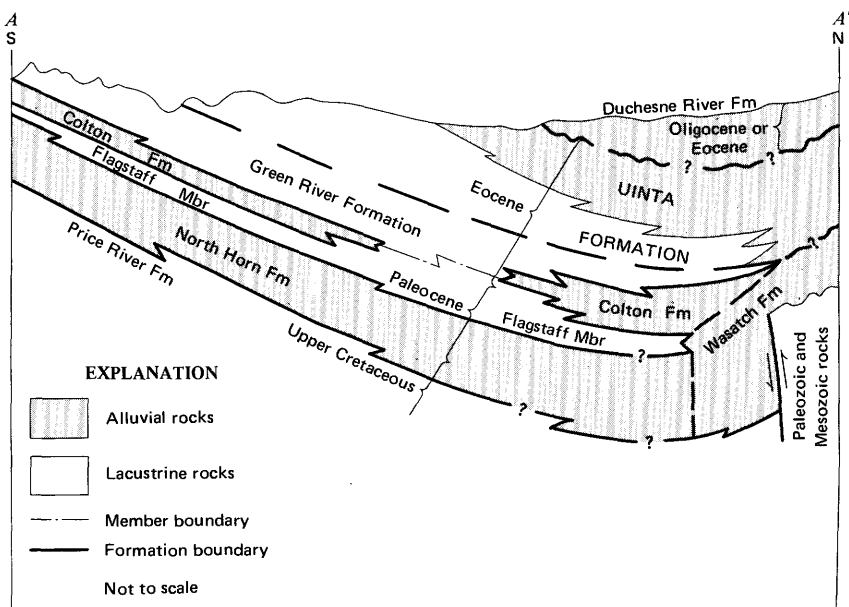 A
S
A'
N
Duchesne River Fm
Oligocene or
Eocene
?
?
UINTA
FORMATION
Colton
Fm
Flagstaff Mbr
Green River Formation
Eocene
North Horn Fm
Price River Fm
Paleocene
Upper Cretaceous
Colton Fm
Flagstaff Mbr
Wasatch Fm
?
?
?
?
Paleozoic and
Mesozoic rocks
EXPLANATION
Alluvial rocks
Lacustrine rocks
Member boundary
Formation boundary
Not to scale